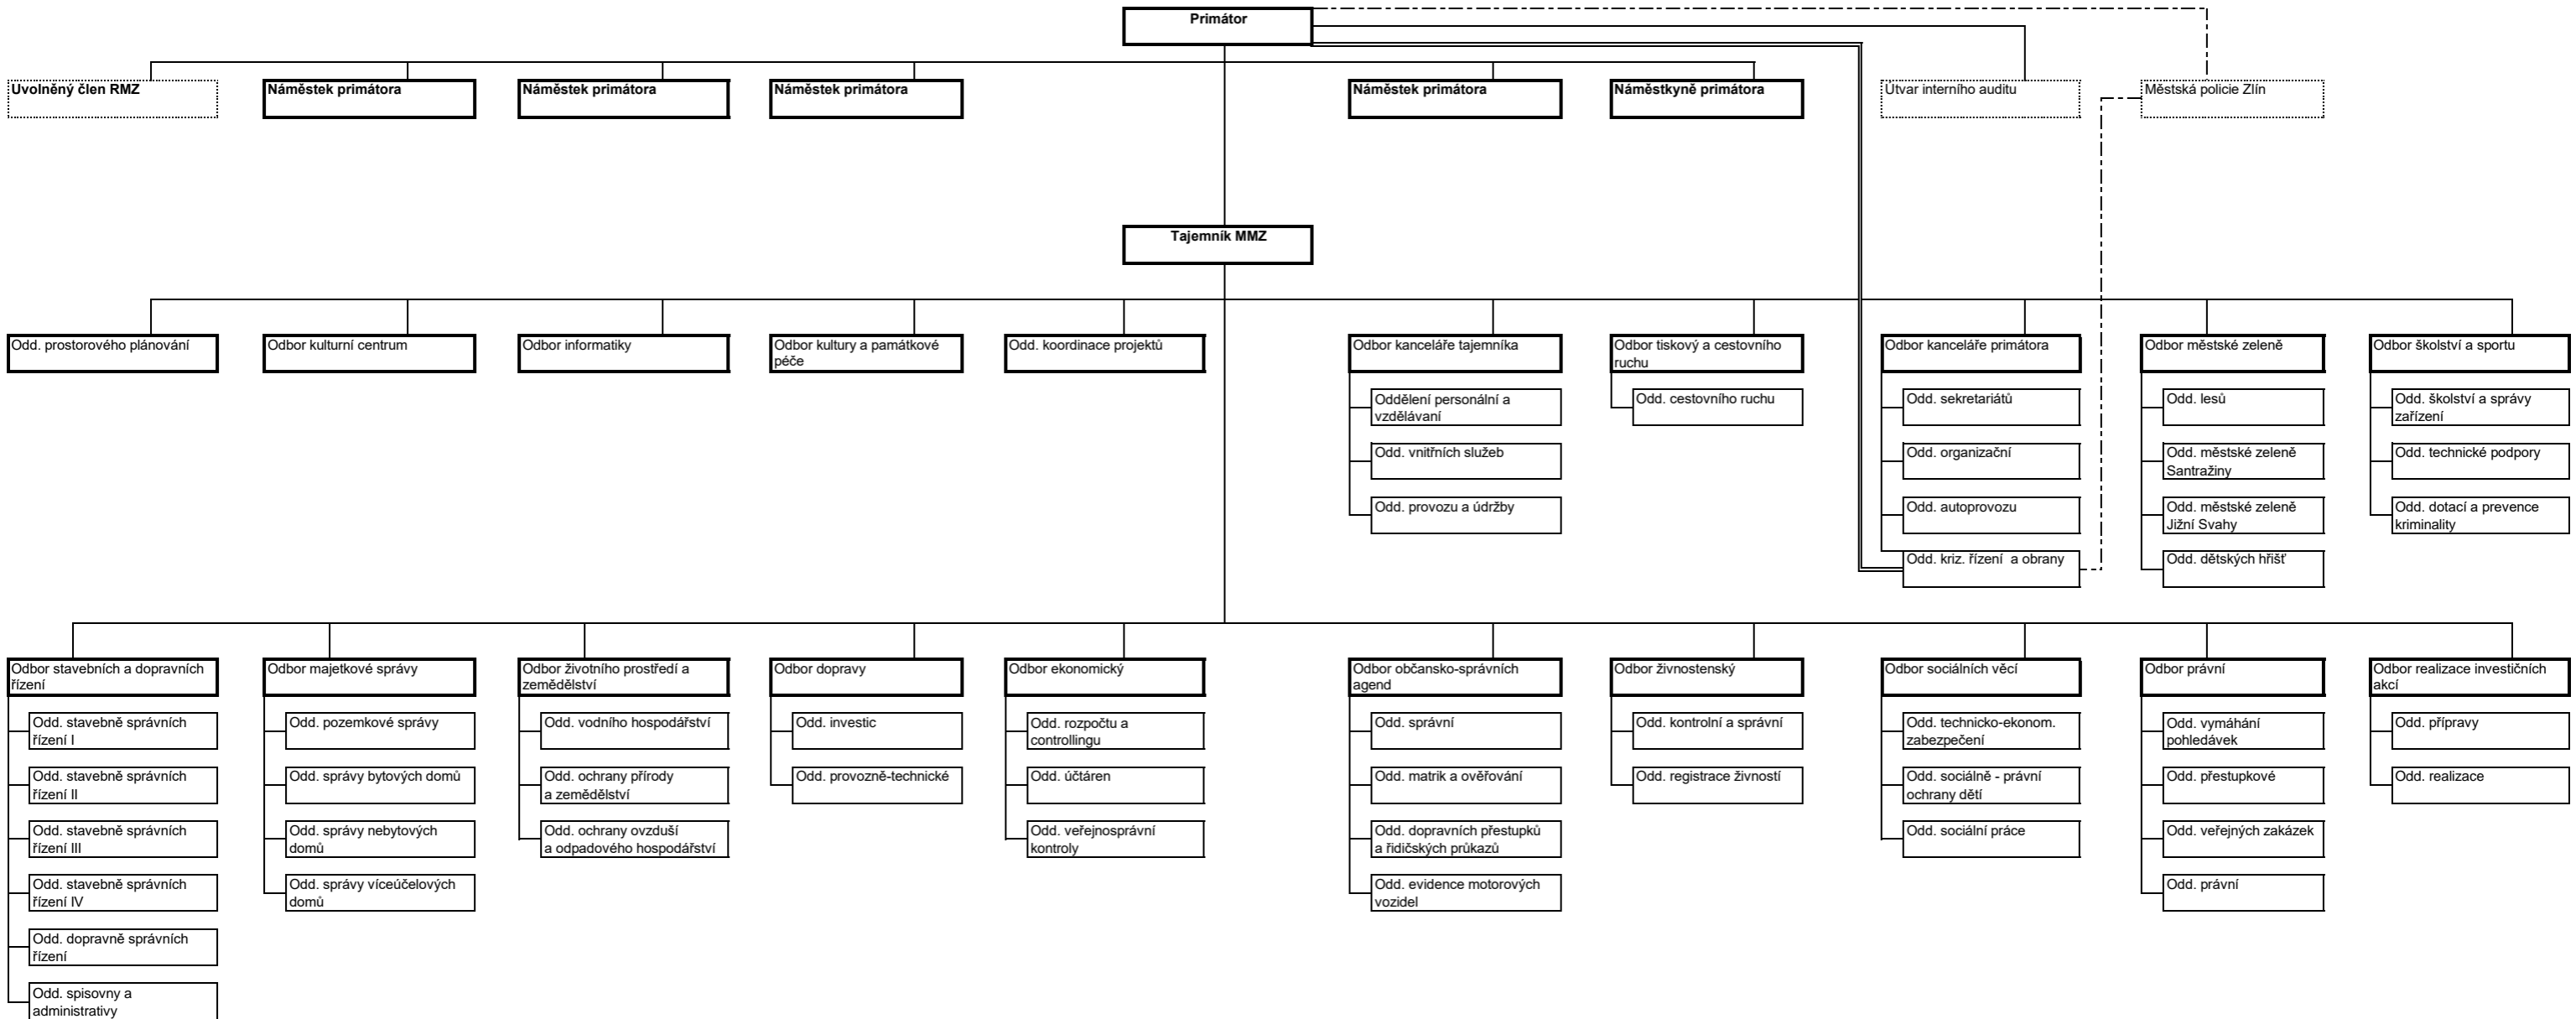 Primátor
Uvolněný člen RMZ
Náměstek primátora
Náměstek primátora
Náměstek primátora
Náměstek primátora
Náměstkyně primátora
Útvar interního auditu
Městská policie Zlín
Tajemník MMZ
Odd. prostorového plánování
Odbor kulturní centrum
Odbor informatiky
Odbor kultury a památkové
péče
Odd. koordinace projektů
Odbor kanceláře tajemníka
Oddělení personální a
vzdělávaní
Odd. vnitřních služeb
Odd. provozu a údržby
Odbor tiskový a cestovního
ruchu
Odd. cestovního ruchu
Odbor kanceláře primátora
Odd. sekretariátů
Odd. organizační
Odd. autoprovozu
Odd. kriz. řízení  a obrany
Odbor městské zeleně
Odd. lesů
Odd. městské zeleně
Santražiny
Odd. městské zeleně
Jižní Svahy
Odd. dětských hřišť
Odbor školství a sportu
Odd. školství a správy
zařízení
Odd. technické podpory
Odd. dotací a prevence
kriminality
Odbor stavebních a dopravních
řízení
Odd. stavebně správních
řízení I
Odd. stavebně správních
řízení II
Odd. stavebně správních
řízení III
Odd. stavebně správních
řízení IV
Odd. dopravně správních
řízení
Odd. spisovny a
administrativy
Odbor majetkové správy
Odd. pozemkové správy
Odd. správy bytových domů
Odd. správy nebytových
domů
Odd. správy víceúčelových
domů
Odbor životního prostředí a
zemědělství
Odd. vodního hospodářství
Odd. ochrany přírody
a zemědělství
Odd. ochrany ovzduší
a odpadového hospodářství
Odbor dopravy
Odd. investic
Odd. provozně-technické
Odbor ekonomický
Odd. rozpočtu a
controllingu
Odd. účtáren
Odd. veřejnosprávní
kontroly
Odbor občansko-správních
agend
Odd. správní
Odd. matrik a ověřování
Odd. dopravních přestupků
a řidičských průkazů
Odd. evidence motorových
vozidel
Odbor živnostenský
Odd. kontrolní a správní
Odd. registrace živností
Odbor sociálních věcí
Odd. technicko-ekonom.
zabezpečení
Odd. sociálně - právní
ochrany dětí
Odd. sociální práce
Odbor právní
Odd. vymáhání
pohledávek
Odd. přestupkové
Odd. veřejných zakázek
Odd. právní
Odbor realizace investičních
akcí
Odd. přípravy
Odd. realizace